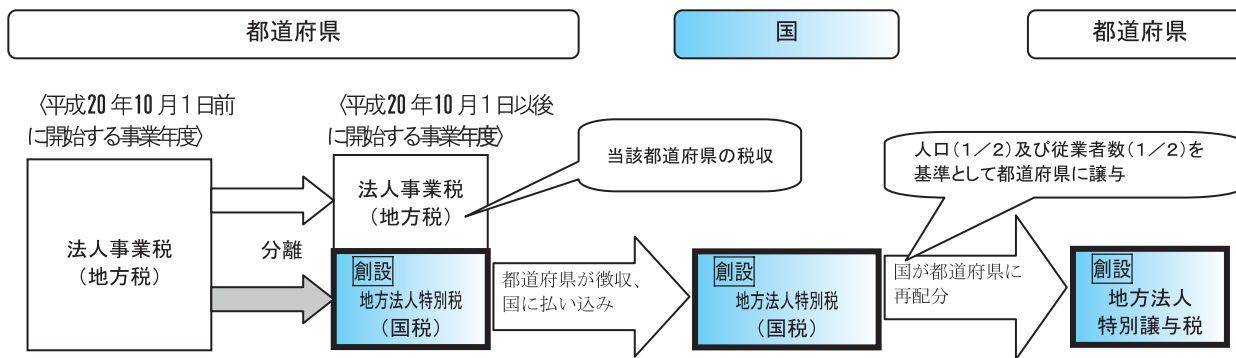 都道府県
国
都道府県
〈平成20年10月1日前
に開始する事業年度〉
〈平成20年10月1日以後
に開始する事業年度〉
法人事業税
(地方税)
分離
法人事業税
(地方税)
当該都道府県の税収
創設
地方法人特別税
(国税)
都道府県が徴収、
国に払い込み
創設
地方法人特別税
(国税)
人口(1/2)及び従業者数(1/2)を
基準として都道府県に譲与
国が都道府県に
再配分
創設
地方法人
特別譲与税